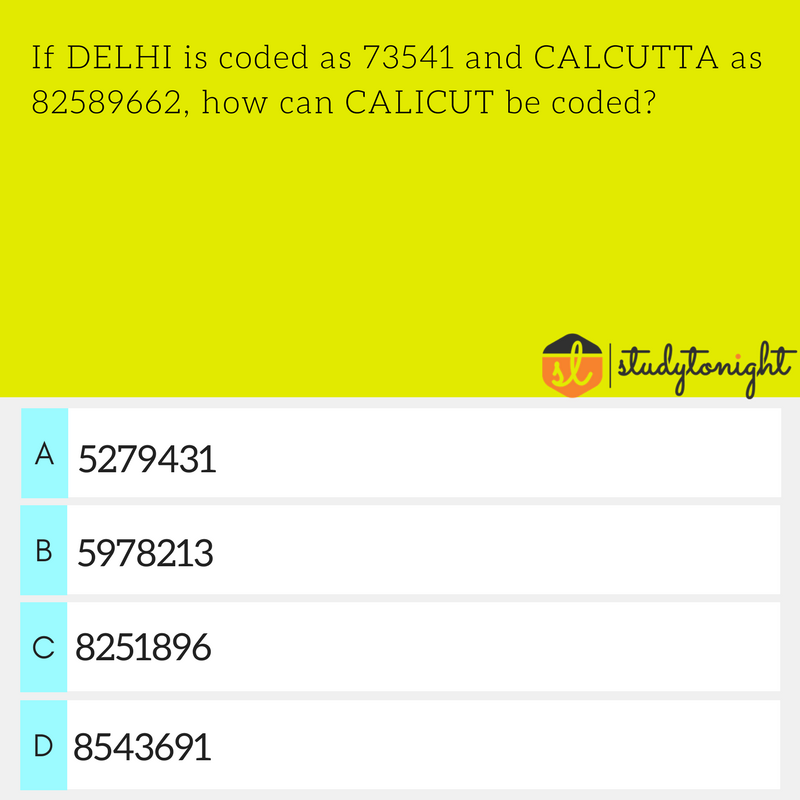 If DELHI is coded as 73541 and CALCUTTA as
82589662, how can CALICUT be coded?
sl studytonight
A 5279431
B 5978213
C 8251896
D 8543691